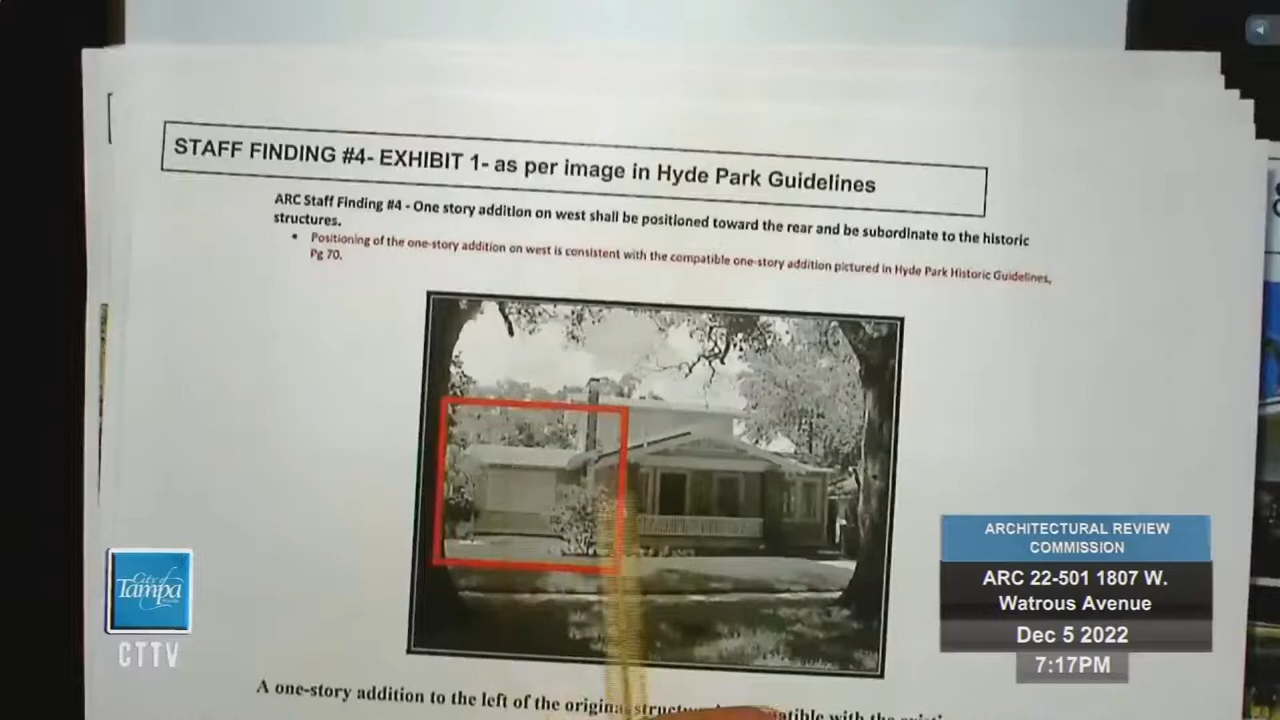 STAFF FINDING #4- EXHIBIT 1- as per image in Hyde Park Guidelines
ARC Staff Finding #4 - One story addition on west shall be positioned toward the rear and be subordinate to the historic
structures.
• Positioning of the one-story addition on west is consistent with the compatible one-story addition pictured in Hyde Park Historic Guidelines,
Pg 70.
A one-story addition to the left of the original with the
City of
Tampa
CTTV
ARCHITECTURAL REVIEW
COMMISSION
ARC 22-501 1807 W.
Watrous Avenue
Dec 5 2022
7:17PM